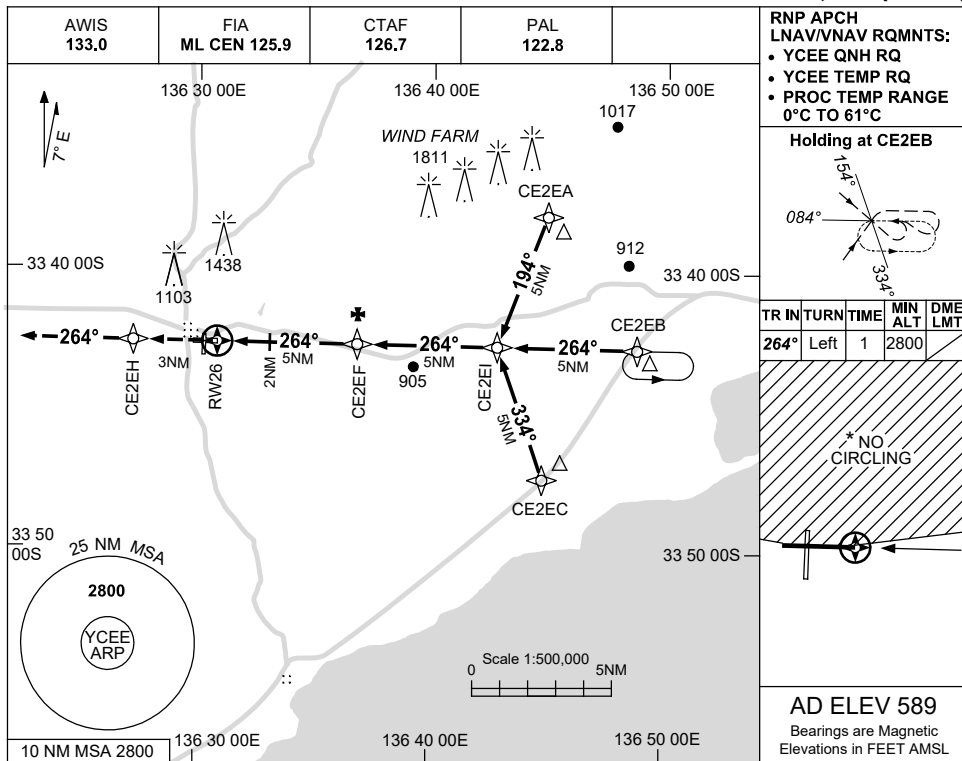 AWIS
133.0
FIA
ML CEN 125.9
CTAF
126.7
PAL
122.8
RNP APCH
LNAV/VNAV RQMNTS:
• YCEE QNH RQ
• YCEE TEMP RQ
• PROC TEMP RANGE
0°C TO 61°C
136 30 00E
136 40 00E
136 50 00E
7° E
1017
WIND FARM
1811
CE2EA
Holding at CE2EB
154°
084°
334°
1438
1103
912
33 40 00S
33 40 00S
194°
5NM
CE2EB
264°
3NM
264°
5NM
2NM
264°
5NM
264°
5NM
CE2EH
RW26
CE2EF
905
CE2EI
334°
5NM
CE2EC
TR IN
TURN
TIME
MIN
ALT
DME
LMT
264°
Left
1
2800
* NO
CIRCLING
33 50
00S
33 50 00S
25 NM MSA
2800
YCEE
ARP
Scale 1:500,000
0
5NM
10 NM MSA 2800
136 30 00E
136 40 00E
136 50 00E
AD ELEV 589
Bearings are Magnetic
Elevations in FEET AMSL